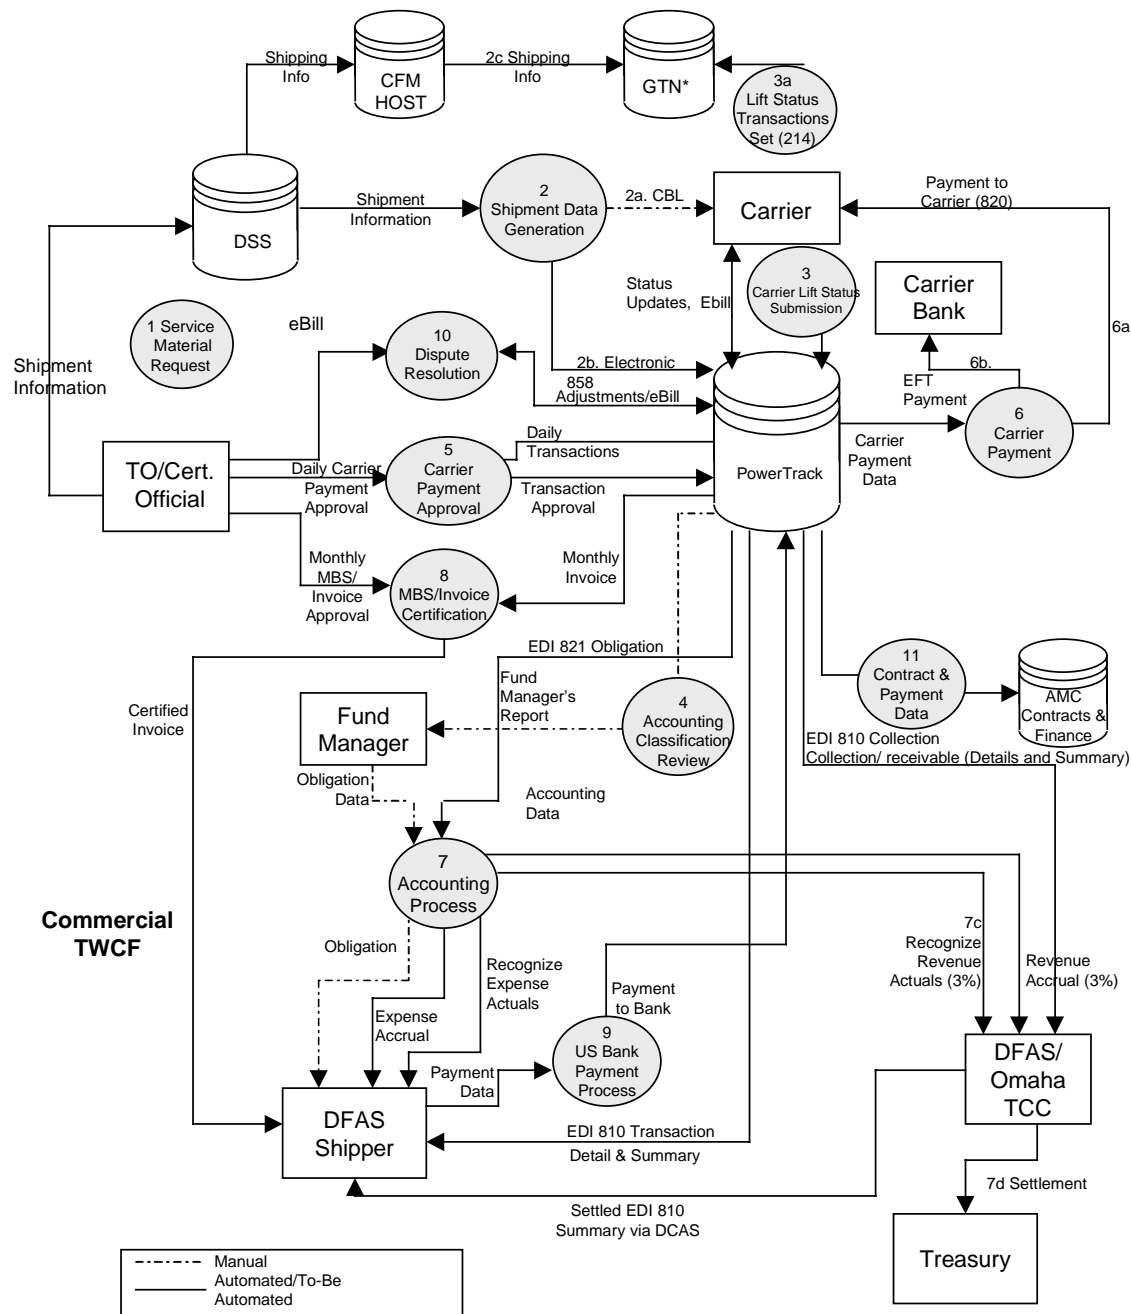 Shipping
Info
CFM
HOST
2c Shipping
Info
GTN*
3a
Lift Status
Transactions
Set (214)
DSS
Shipment
Information
2
Shipment Data
Generation
2a. CBL
Carrier
Payment to
Carrier (820)
Status
Updates, Ebill
3
Carrier Lift Status
Submission
Carrier
Bank
6a
1 Service
Material
Request
eBill
10
Dispute
Resolution
2b. Electronic
858
Adjustments/eBill
6b.
EFT
Payment
Shipment
Information
6
Carrier
Payment
TO/Cert.
Official
Daily Carrier
Payment
Approval
5
Carrier
Payment
Approval
Daily
Transactions
Transaction
Approval
PowerTrack
Carrier
Payment
Data
Monthly
MBS/
Invoice
Approval
8
MBS/Invoice
Certification
Monthly
Invoice
EDI 821 Obligation
Certified
Invoice
Fund
Manager
Fund
Manager's
Report
4
Accounting
Classification
Review
11
Contract &
Payment
Data
AMC
Contracts &
Finance
EDI 810 Collection
Collection/ receivable (Details and Summary)
Obligation
Data
Accounting
Data
7
Accounting
Process
Commercial
TWCF
Obligation
Recognize
Expense
Actuals
Expense
Accrual
7c
Recognize
Revenue
Actuals (3%)
Revenue
Accrual (3%)
Payment
to Bank
9
US Bank
Payment
Process
Payment
Data
DFAS
Shipper
DFAS/
Omaha
TCC
EDI 810 Transaction
Detail & Summary
7d Settlement
Settled EDI 810
Summary via DCAS
Treasury
Manual
Automated/To-Be
Automated